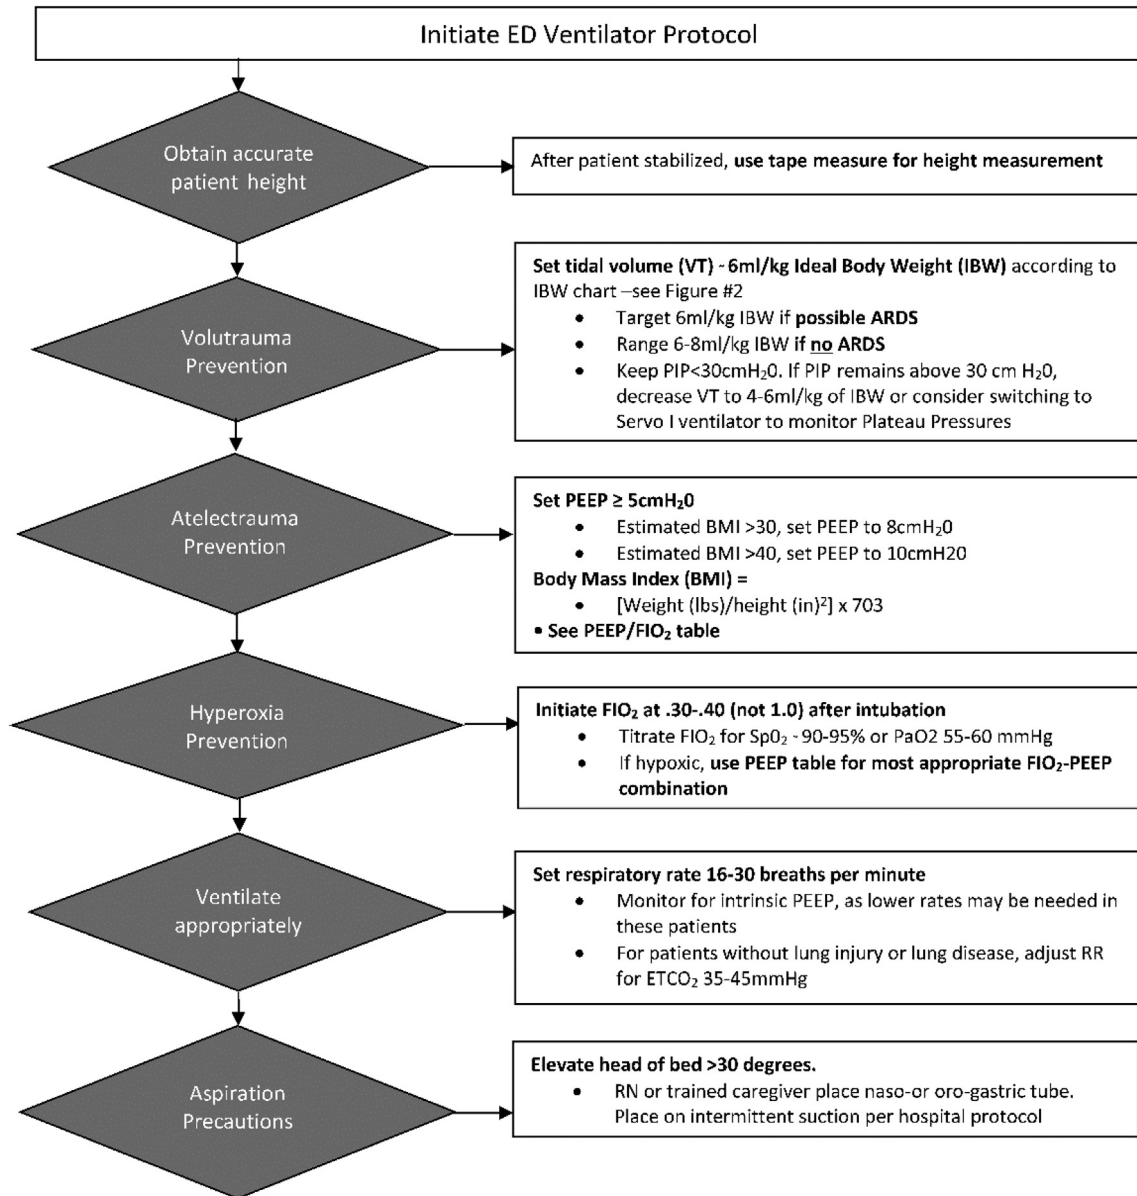 Initiate ED Ventilator Protocol
Obtain accurate
patient height
After patient stabilized, use tape measure for height measurement
Volutrauma
Prevention
Set tidal volume (VT) ~6ml/kg Ideal Body Weight (IBW) according to
IBW chart –see Figure #2
• Target 6ml/kg IBW if possible ARDS
• Range 6-8ml/kg IBW if no ARDS
• Keep PIP<30cmH₂0. If PIP remains above 30 cm H₂0,
decrease VT to 4-6ml/kg of IBW or consider switching to
Servo I ventilator to monitor Plateau Pressures
Atelectrauma
Prevention
Set PEEP ≥ 5cmH₂0
• Estimated BMI >30, set PEEP to 8cmH₂0
• Estimated BMI >40, set PEEP to 10cmH20
Body Mass Index (BMI) =
• [Weight (lbs)/height (in)²] x 703
• See PEEP/FIO₂ table
Hyperoxia
Prevention
Initiate FIO₂ at .30-.40 (not 1.0) after intubation
• Titrate FIO₂ for Sp0₂ ~90-95% or PaO2 55-60 mmHg
• If hypoxic, use PEEP table for most appropriate FIO₂-PEEP
combination
Ventilate
appropriately
Set respiratory rate 16-30 breaths per minute
• Monitor for intrinsic PEEP, as lower rates may be needed in
these patients
• For patients without lung injury or lung disease, adjust RR
for ETCO₂ 35-45mmHg
Aspiration
Precautions
Elevate head of bed >30 degrees.
• RN or trained caregiver place naso-or oro-gastric tube.
Place on intermittent suction per hospital protocol